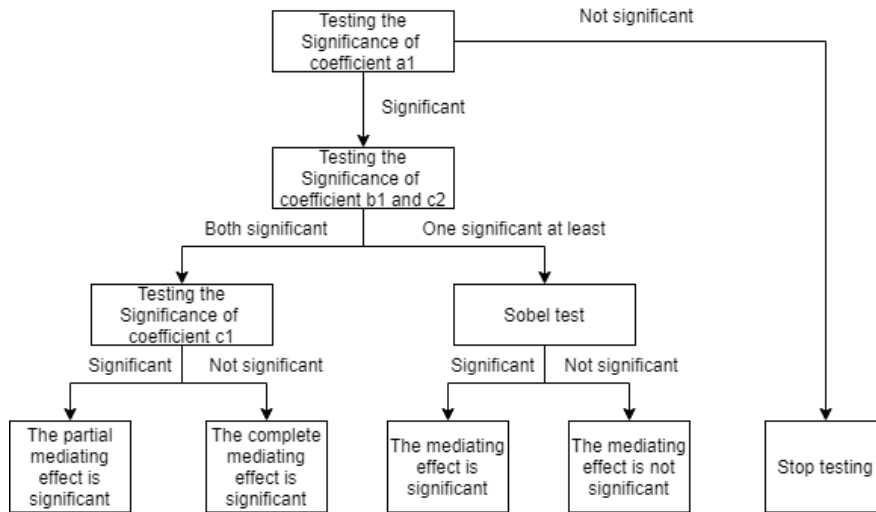 Testing the
Significance of
coefficient a1
Not significant
Significant
Testing the
Significance of
coefficient b1 and c2
Both significant
One significant at least
Testing the
Significance of
coefficient c1
Sobel test
Significant
Not significant
Significant
Not significant
The partial
mediating
effect is
significant
The complete
mediating
effect is
significant
The mediating
effect is
significant
The mediating
effect is not
significant
Stop testing